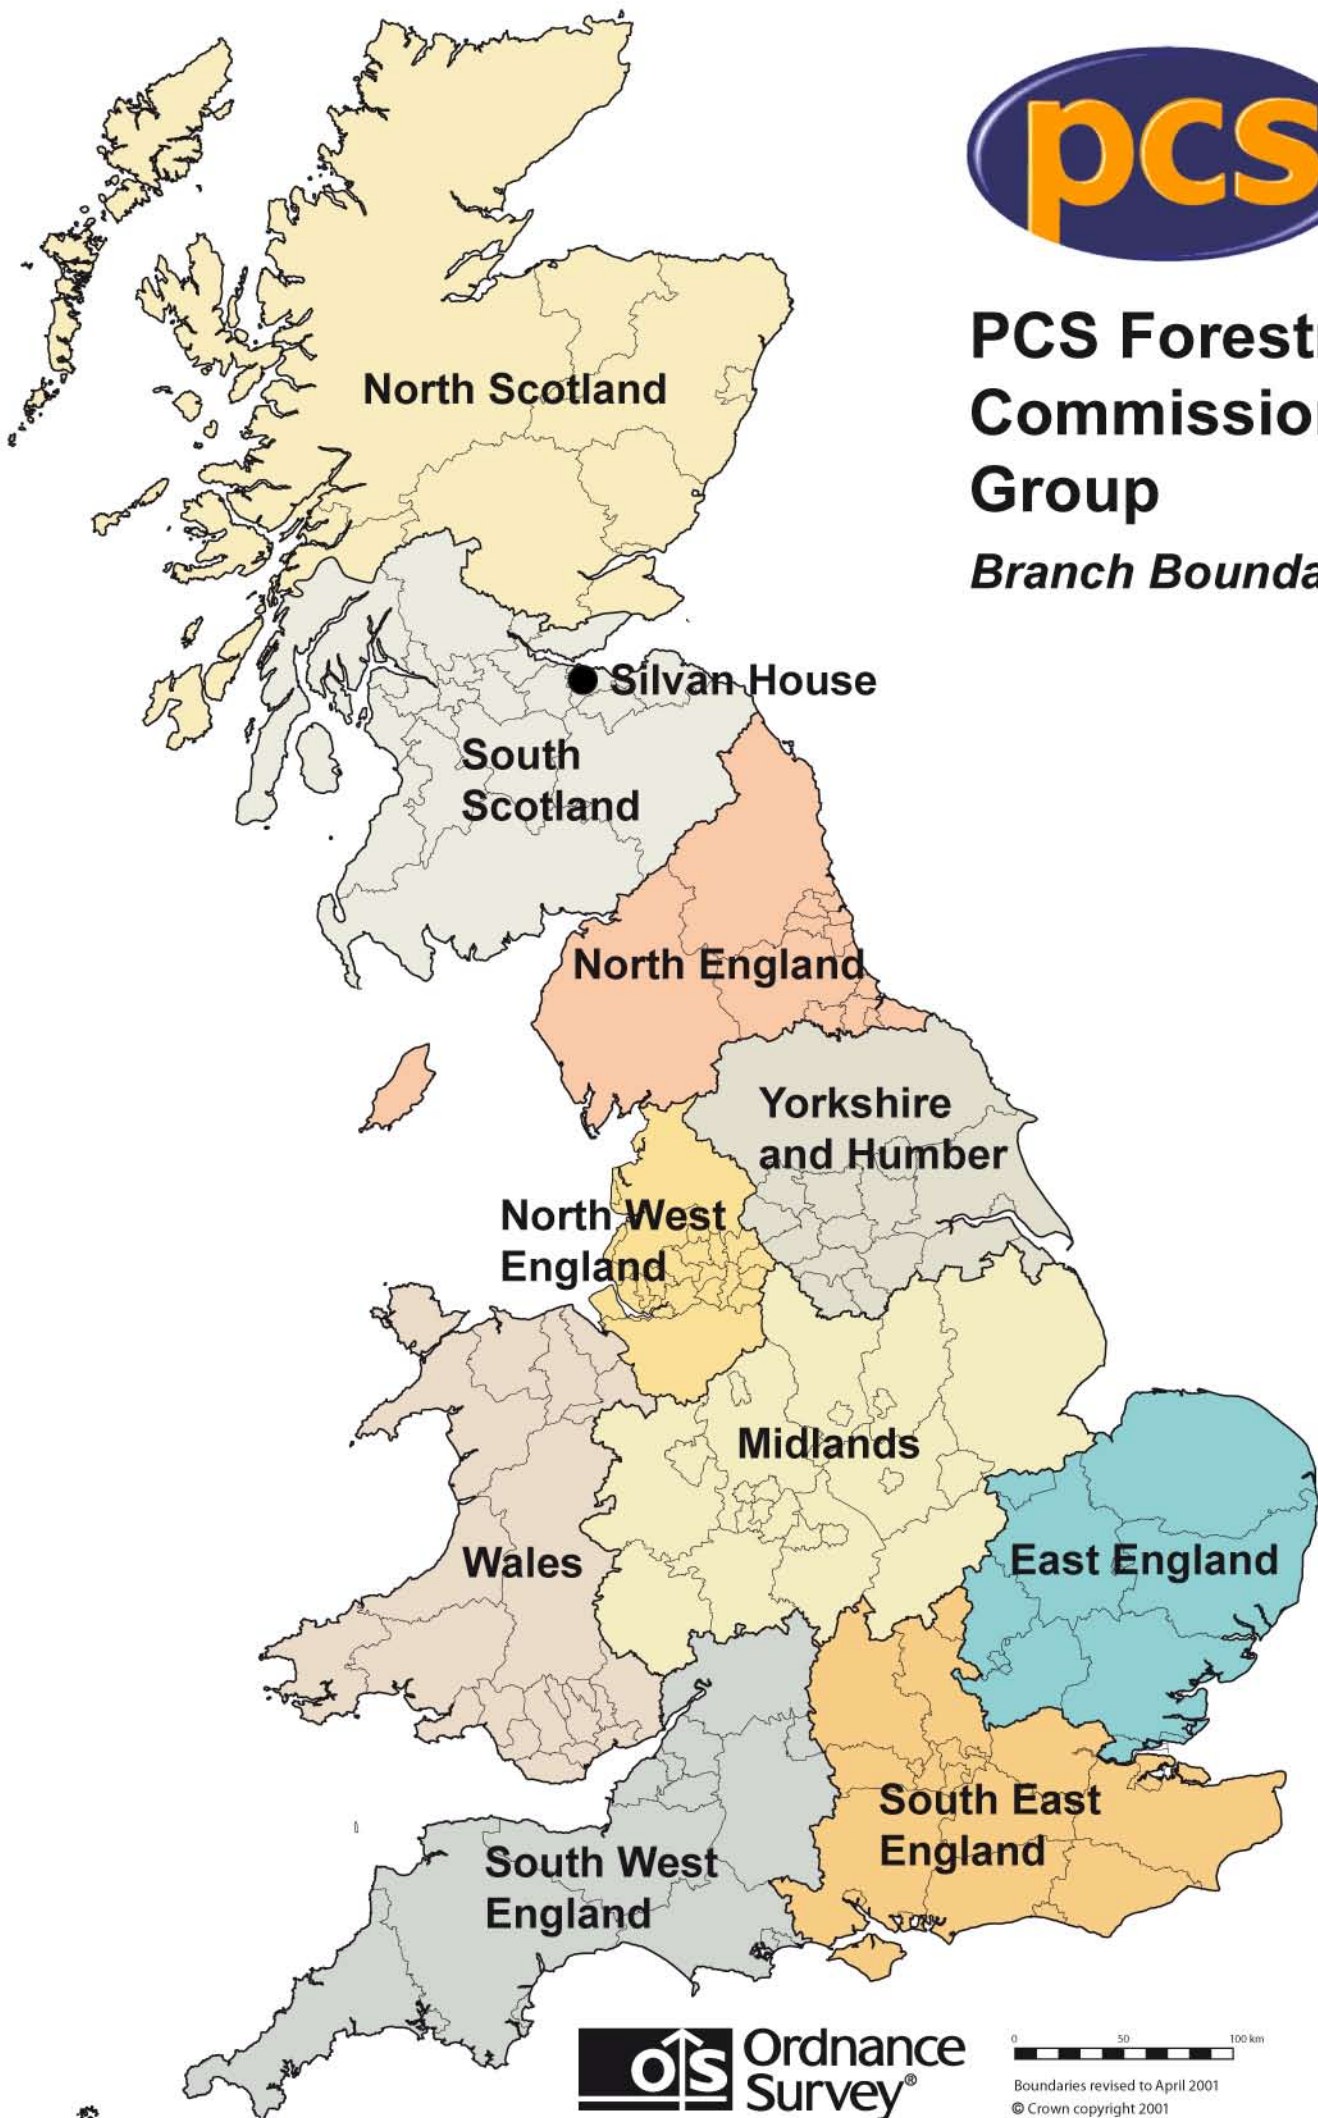 pcs
PCS Forest
Commission
Group
Branch Bounda
North Scotland
Silvan House
South
Scotland
North England
Yorkshire
and Humber
North West
England
Midlands
Wales
East England
South East
England
South West
England
OS Ordnance
Survey®
0 50 100 km
Boundaries revised to April 2001
© Crown copyright 2001